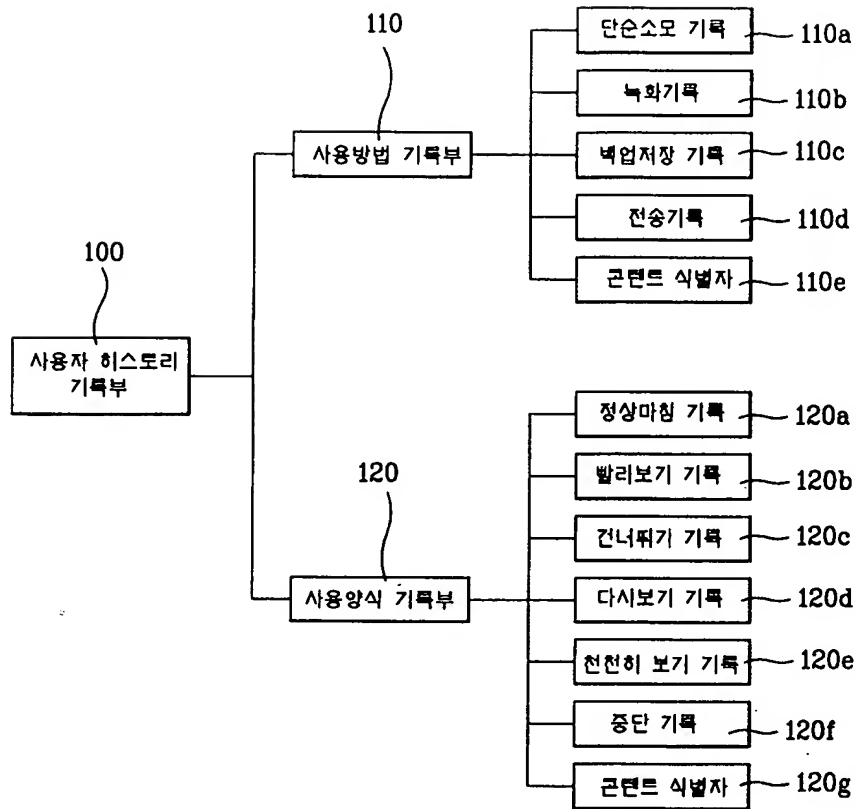 110
단순소모 기록 110a
녹화기록 110b
사용방법 기록부
백업저장 기록 110c
전송기록 110d
100
콘텐트 식별자 110e
사용자 히스토리
기록부
정상마침 기록 120a
120
빨리보기 기록 120b
건너뛰기 기록 120c
사용양식 기록부
다시보기 기록 120d
천천히 보기 기록 120e
중단 기록 120f
콘텐트 식별자 120g